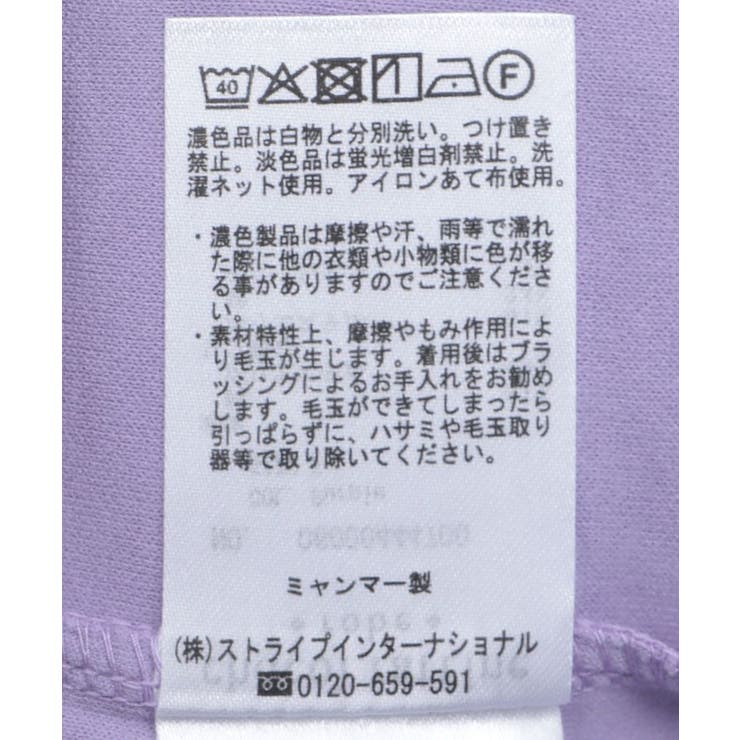 40 F
濃色品は白物と分別洗い。つけ置き
禁止。淡色品は蛍光増白剤禁止。洗
濯ネット使用。アイロンあて布使用。
・濃色製品は摩擦や汗、雨等で濡れ
た際に他の衣類や小物類に色が移
る事がありますのでご注意くださ
い。
・素材特性上、摩擦やもみ作用によ
り毛玉が生じます。着用後はブラ
ッシングによるお手入れをお勧め
します。毛玉ができてしまったら
引っぱらずに、ハサミや毛玉取り
器等で取り除いてください。
COL. Purple
NO. 06000444700
ミャンマー製
robe
(株)ストライプインターナショナル
0120-659-591